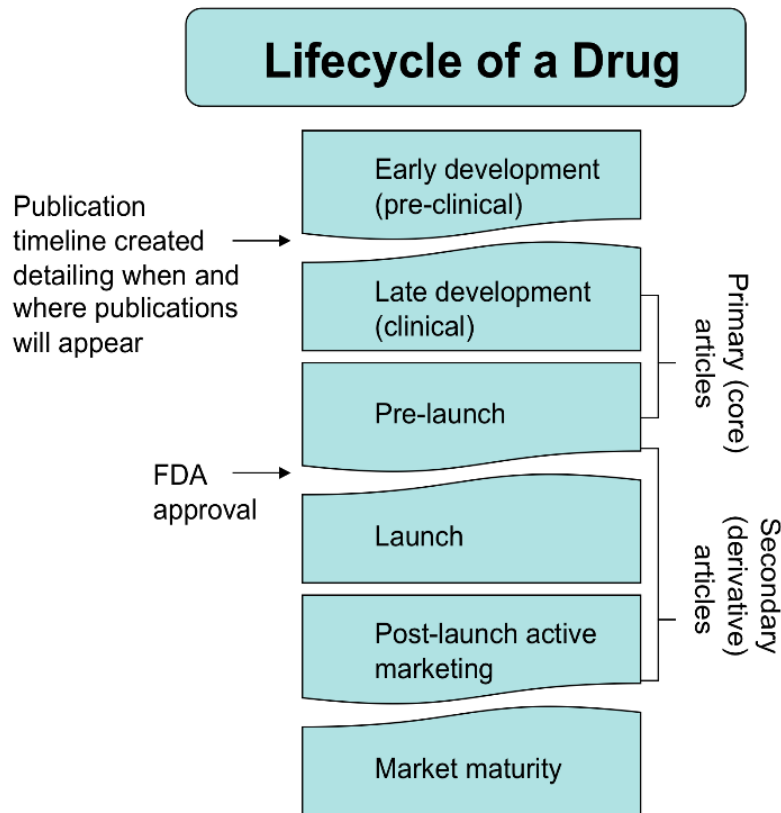 Lifecycle of a Drug
Early development
(pre-clinical)
Publication
timeline created
detailing when and
where publications
will appear
Late development
(clinical)
Primary (core)
articles
Pre-launch
FDA
approval
Launch
Secondary
(derivative)
articles
Post-launch active
marketing
Market maturity